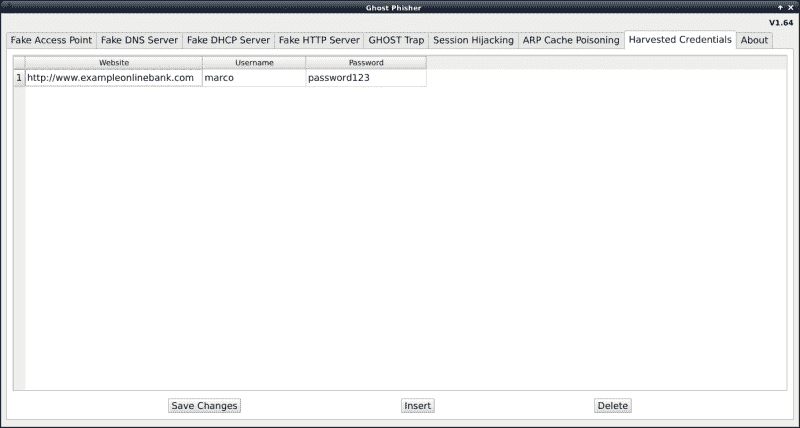 Ghost Phisher
V1.64
Fake Access Point Fake DNS Server Fake DHCP Server Fake HTTP Server GHOST Trap Session Hijacking ARP Cache Poisoning Harvested Credentials About
Website Username Password
1 http://www.exampleonlinebank.com marco password123
Save Changes Insert Delete